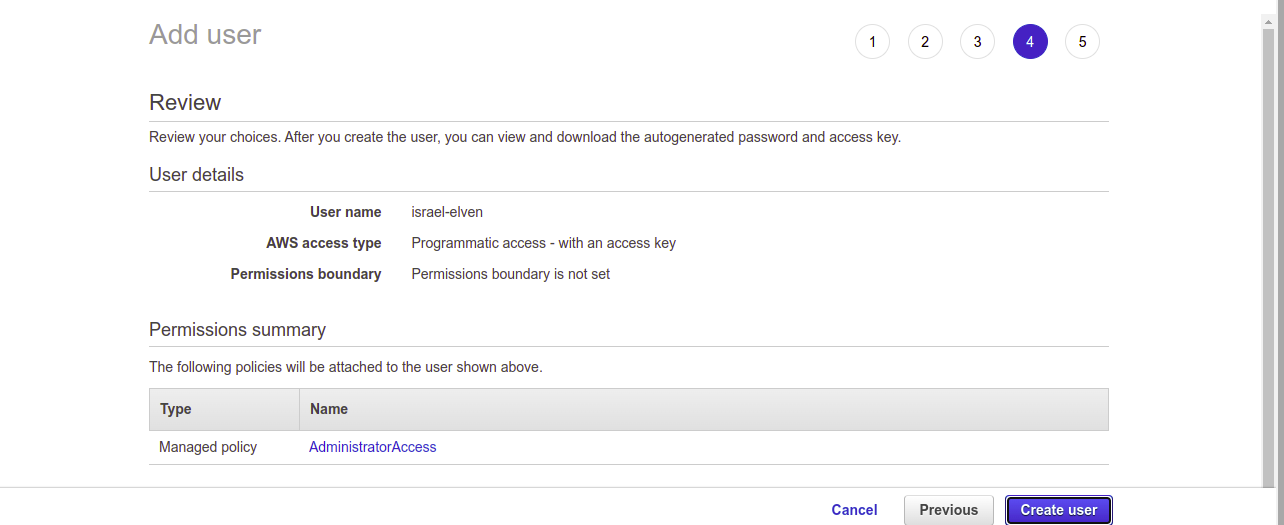 Add user
1 2 3 4 5
Review
Review your choices. After you create the user, you can view and download the autogenerated password and access key.
User details
User name israel-elven
AWS access type Programmatic access - with an access key
Permissions boundary Permissions boundary is not set
Permissions summary
The following policies will be attached to the user shown above.
Type Name
Managed policy AdministratorAccess
Cancel Previous Create user